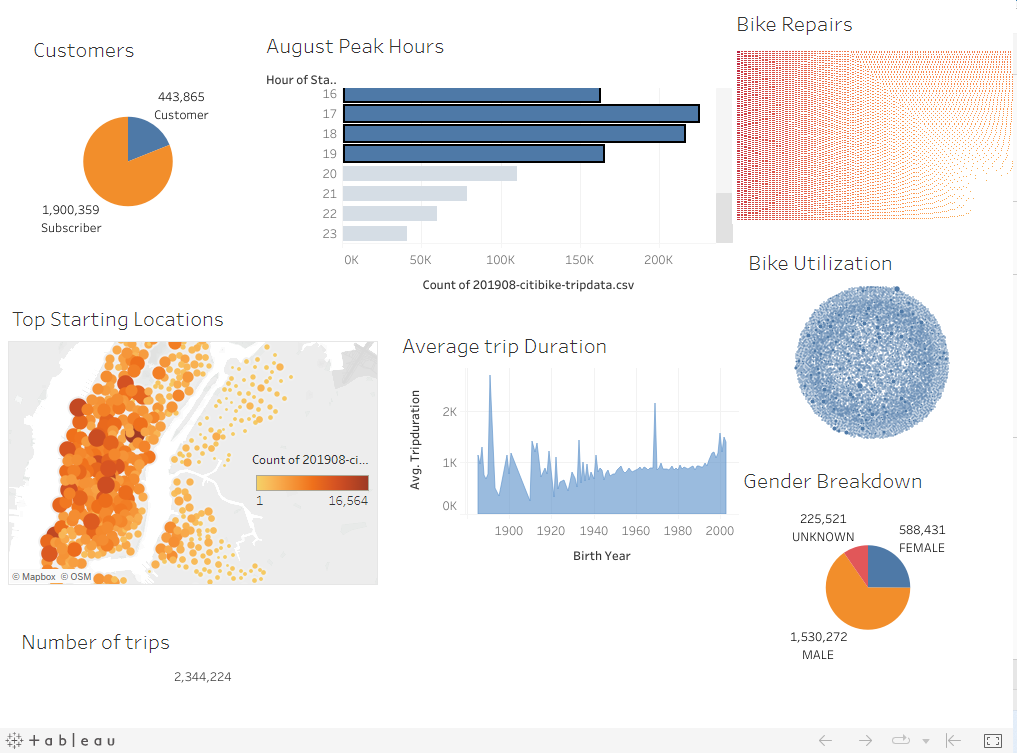 Customers
443,865
Customer
1,900,359
Subscriber
August Peak Hours
Hour of Sta..
16
17
18
19
20
21
22
23
0K 50K 100K 150K 200K
Count of 201908-citibike-tripdata.csv
Bike Repairs
Bike Utilization
Top Starting Locations
Count of 201908-ci...
1 16,564
© Mapbox © OSM
Average trip Duration
Avg. Tripduration
2K
1K
0K
1900 1920 1940 1960 1980 2000
Birth Year
Gender Breakdown
225,521
UNKNOWN
588,431
FEMALE
1,530,272
MALE
Number of trips
2,344,224
+ a b | e a u